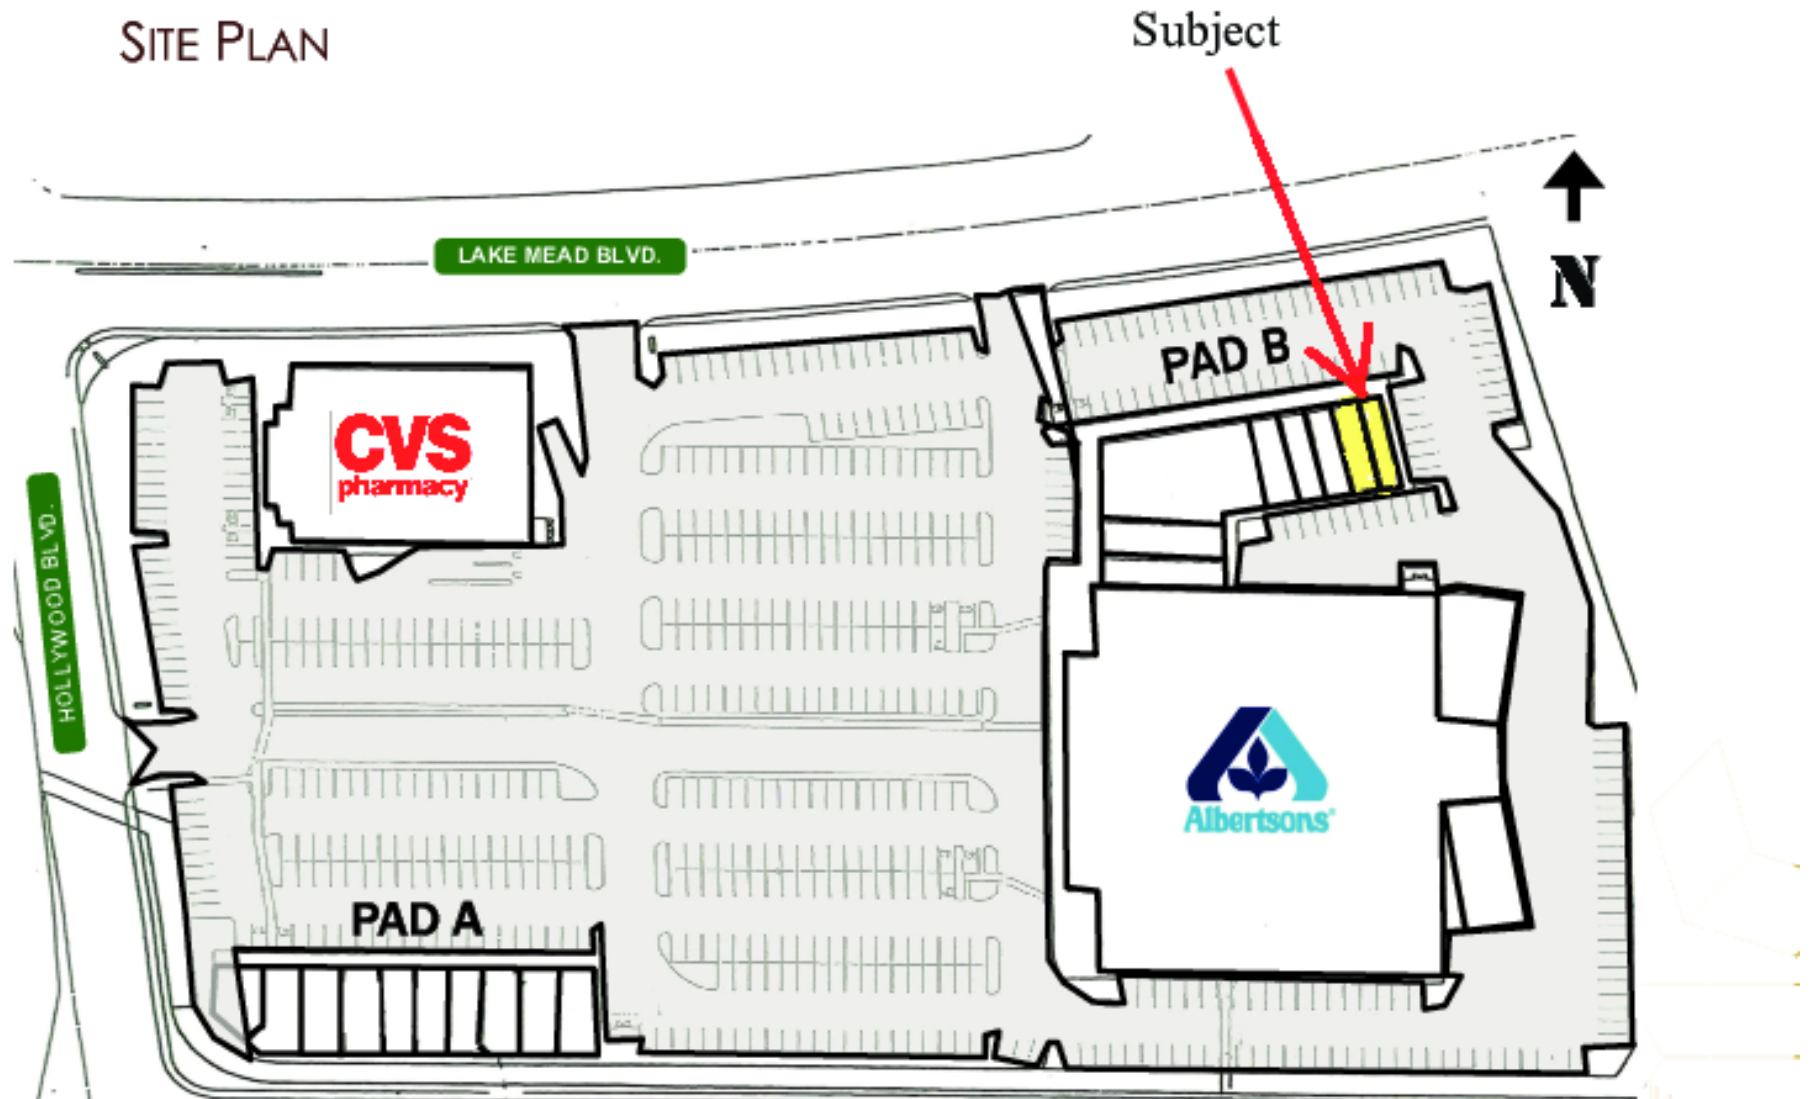 SITE PLAN
Subject
LAKE MEAD BLVD.
N
PAD B
CVS
pharmacy
HOLLYWOOD BLVD.
Albertsons
PAD A